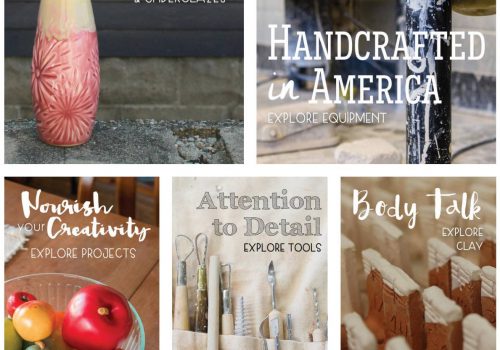 & UNDERGLAZES
HANDCRAFTED
in AMERICA
EXPLORE EQUIPMENT
Nourish
YOUR Creativity
EXPLORE PROJECTS
Attention
to Detail
EXPLORE TOOLS
Body Talk
EXPLORE
CLAY